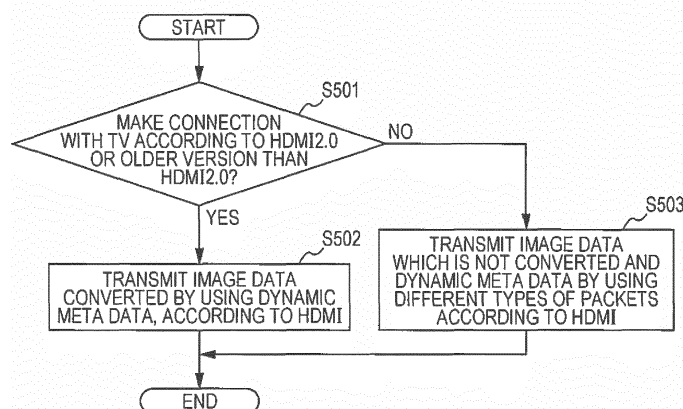 START
S501
MAKE CONNECTION
WITH TV ACCORDING TO HDMI2.0
OR OLDER VERSION THAN
HDMI2.0?
NO
YES
S502
TRANSMIT IMAGE DATA
CONVERTED BY USING DYNAMIC
META DATA, ACCORDING TO HDMI
S503
TRANSMIT IMAGE DATA
WHICH IS NOT CONVERTED AND
DYNAMIC META DATA BY USING
DIFFERENT TYPES OF PACKETS
ACCORDING TO HDMI
END